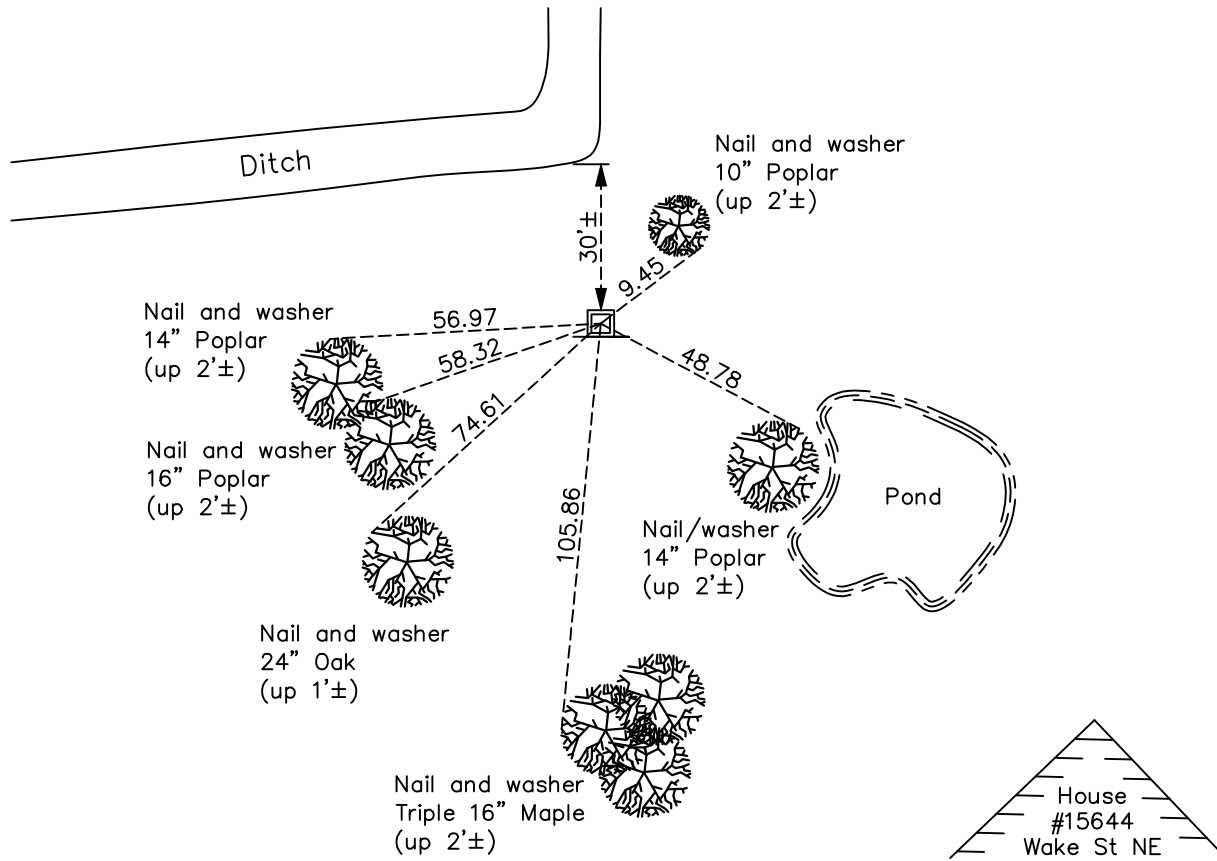 Ditch
Nail and washer
10" Poplar
(up 2'±)
30'±
9.45
Nail and washer
14" Poplar
(up 2'±)
56.97
58.32
74.61
48.78
Nail and washer
16" Poplar
(up 2'±)
105.86
Pond
Nail/washer
14" Poplar
(up 2'±)
Nail and washer
24" Oak
(up 1'±)
Nail and washer
Triple 16" Maple
(up 2'±)
House
#15644
Wake St NE